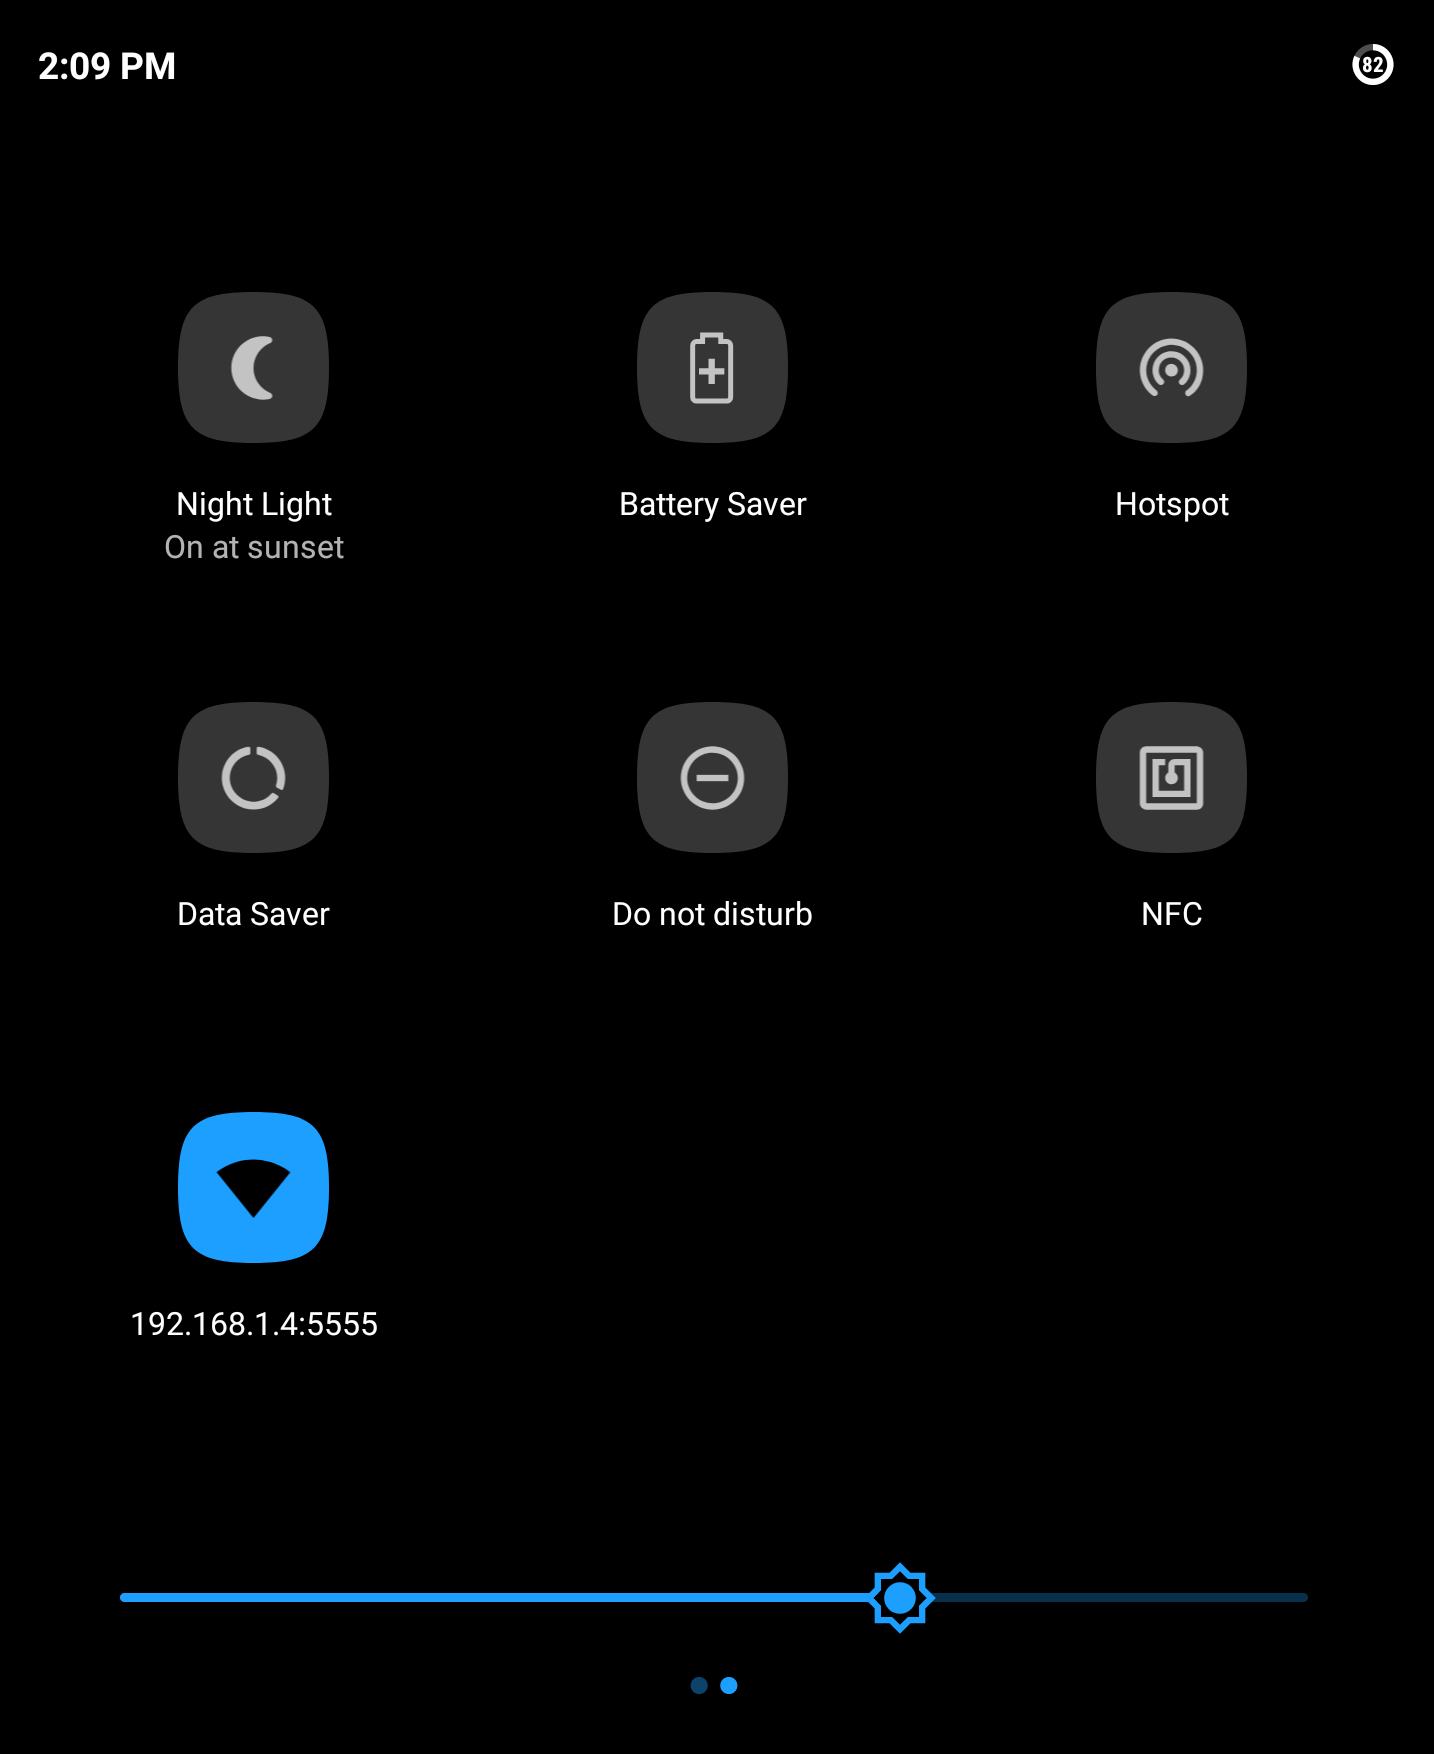 2:09 PM
82
Night Light
On at sunset
Battery Saver
Hotspot
Data Saver
Do not disturb
NFC
192.168.1.4:5555